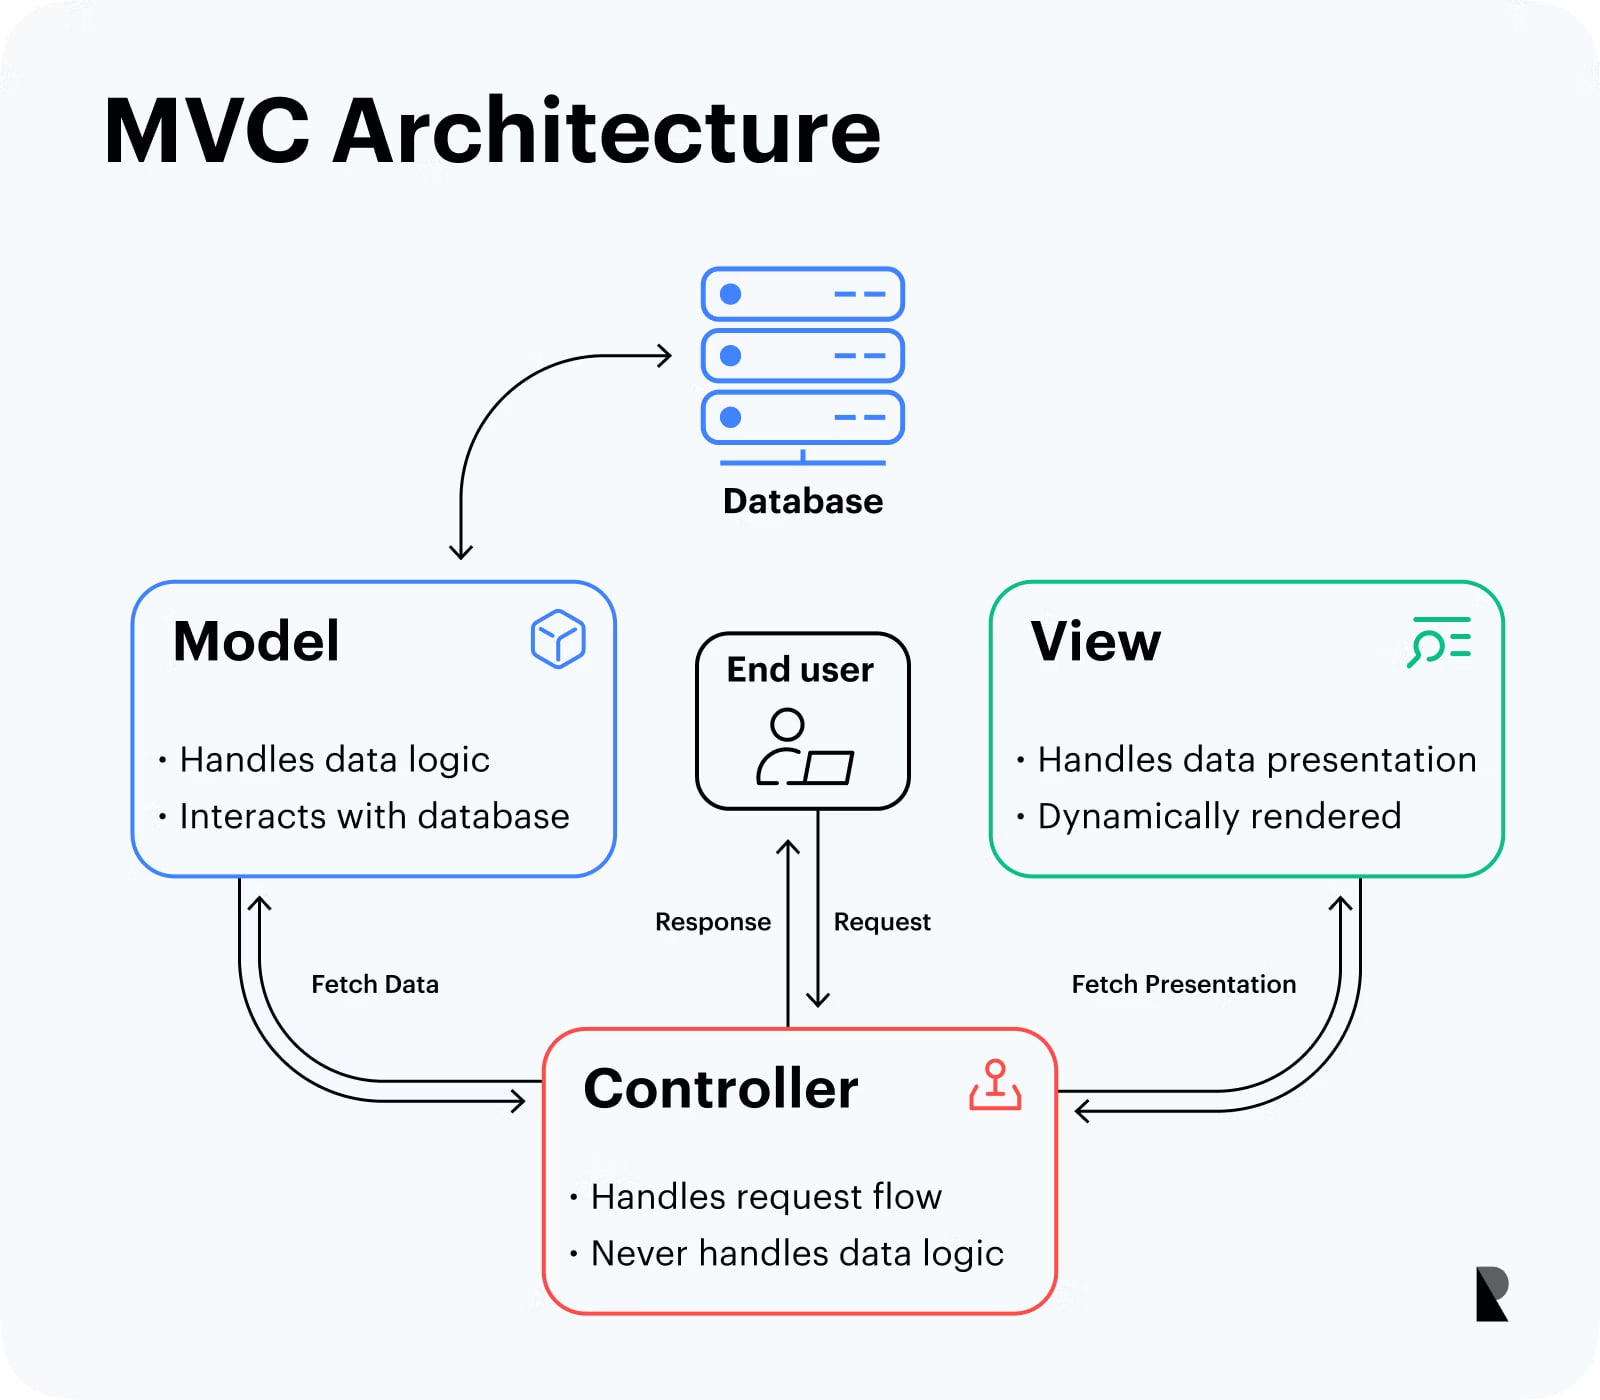 MVC Architecture
Database
Model
• Handles data logic
• Interacts with database
End user
View
• Handles data presentation
• Dynamically rendered
Response
Request
Fetch Data
Fetch Presentation
Controller
• Handles request flow
• Never handles data logic
R